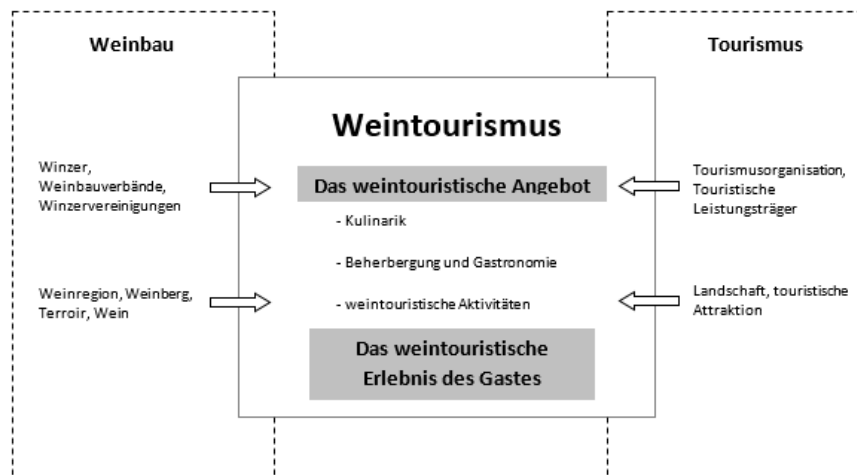 Weinbau
Tourismus
Weintourismus
Winzer,
Weinbauverbände,
Winzervereinigungen
Das weintouristische Angebot
Tourismusorganisation,
Touristische
Leistungsträger
- Kulinarik
- Beherbergung und Gastronomie
Weinregion, Weinberg,
Terroir, Wein
- weintouristische Aktivitäten
Landschaft, touristische
Attraktion
Das weintouristische
Erlebnis des Gastes